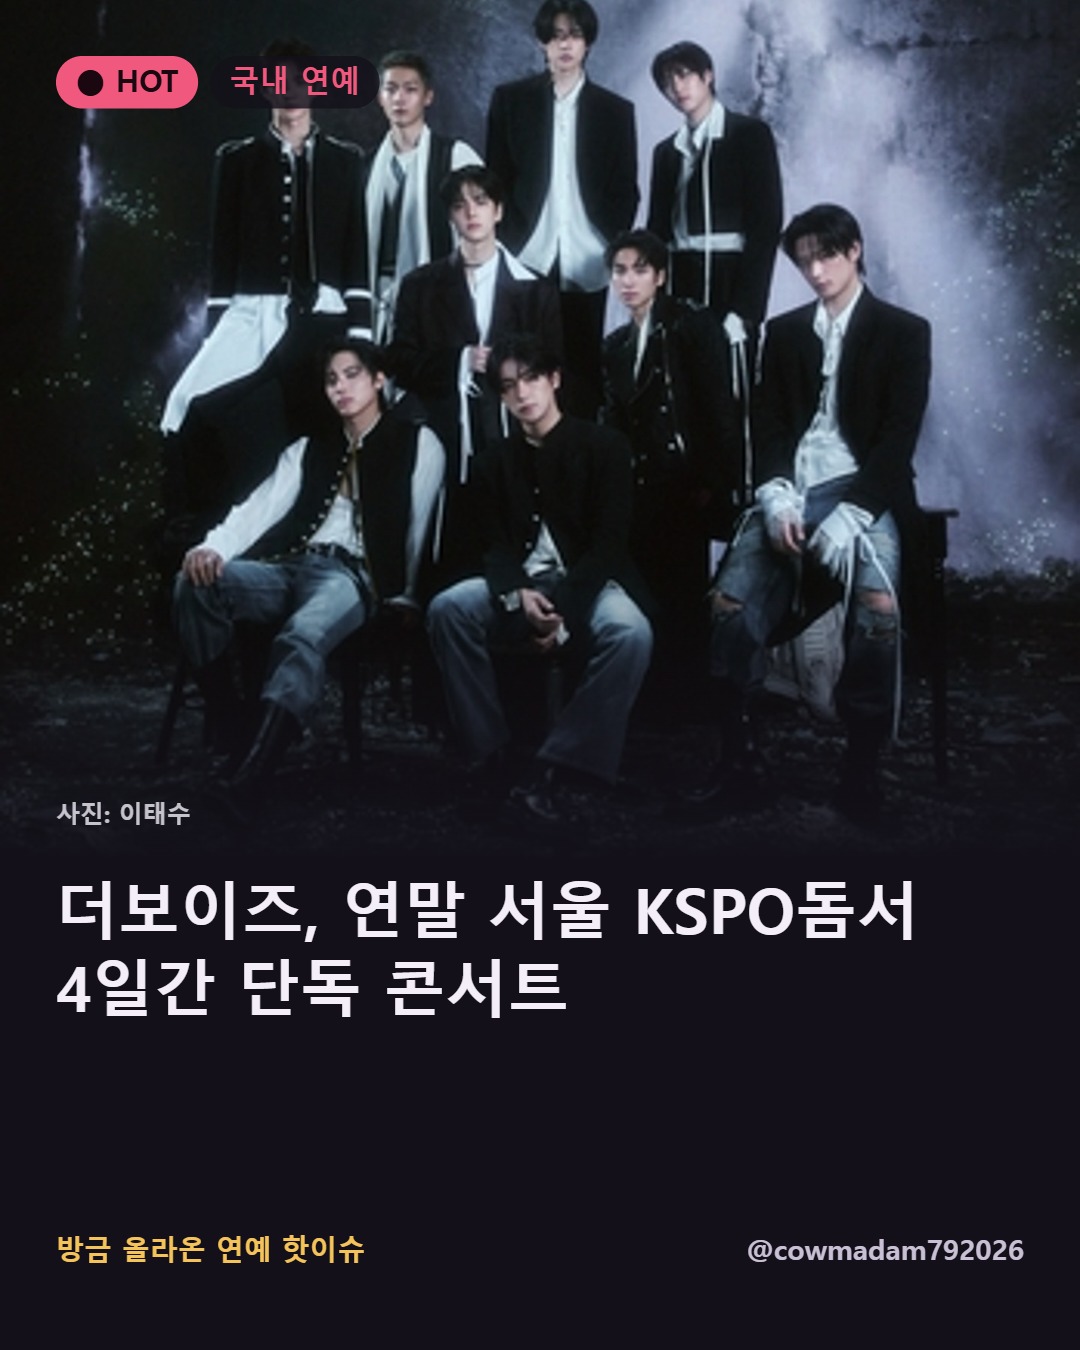 HOT 국내 연예
사진: 이태수
더보이즈, 연말 서울 KSPO돔서
4일간 단독 콘서트
방금 올라온 연예 핫이슈
@cowmadam792026